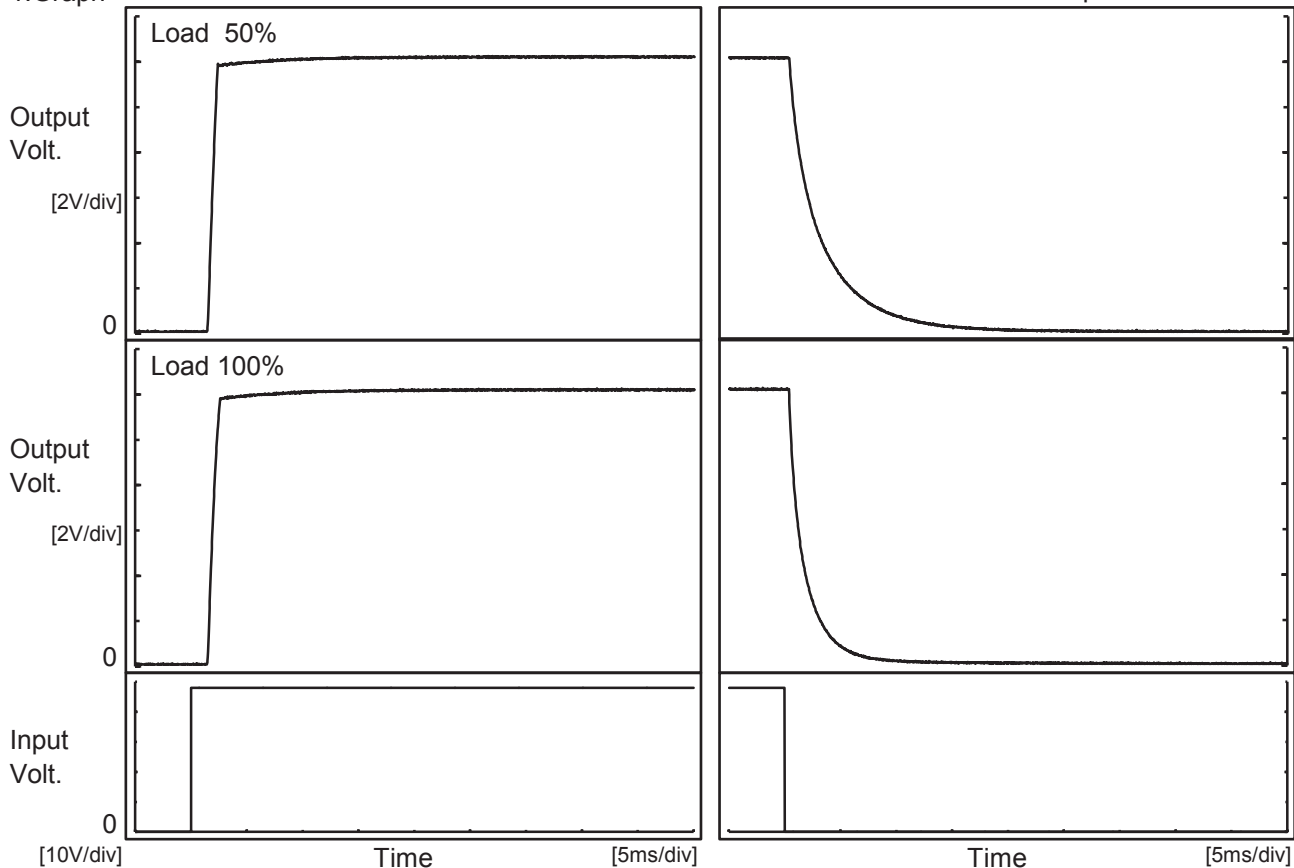 Load 50%
Output
Volt.
[2V/div]
0
Load 100%
Output
Volt.
[2V/div]
0
Input
Volt.
0
[10V/div]
Time
[5ms/div]
Time
[5ms/div]